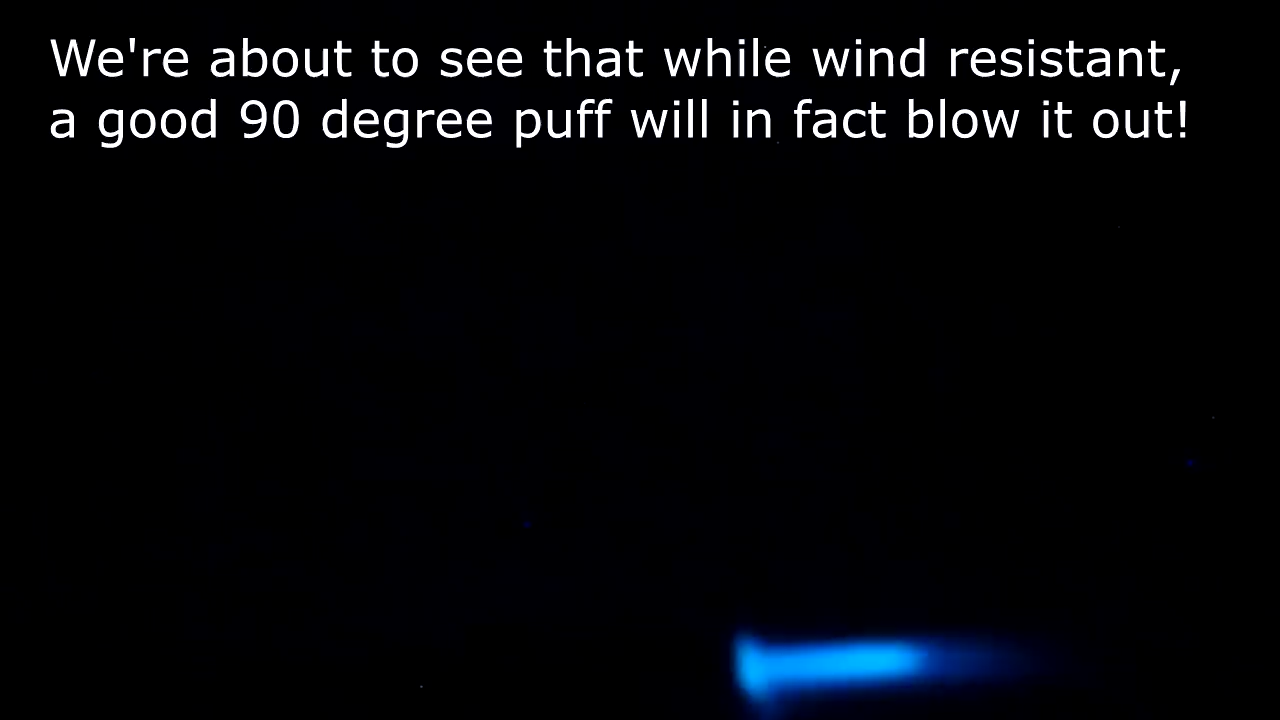 We're about to see that while wind resistant,
a good 90 degree puff will in fact blow it out!